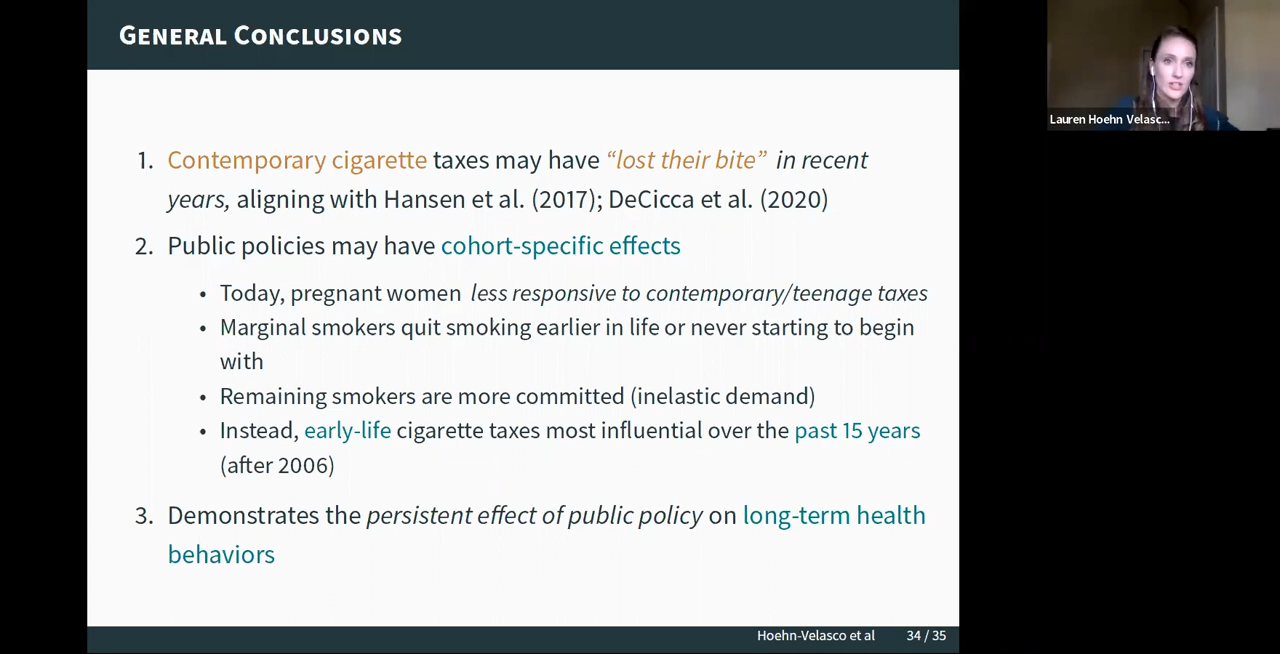 GENERAL CONCLUSIONS
Lauren Hoehn Velasc...
1. Contemporary cigarette taxes may have “lost their bite” in recent
years, aligning with Hansen et al. (2017); DeCicca et al. (2020)
2. Public policies may have cohort-specific effects
• Today, pregnant women less responsive to contemporary/teenage taxes
• Marginal smokers quit smoking earlier in life or never starting to begin
with
• Remaining smokers are more committed (inelastic demand)
• Instead, early-life cigarette taxes most influential over the past 15 years
(after 2006)
3. Demonstrates the persistent effect of public policy on long-term health
behaviors
Hoehn-Velasco et al 34 / 35